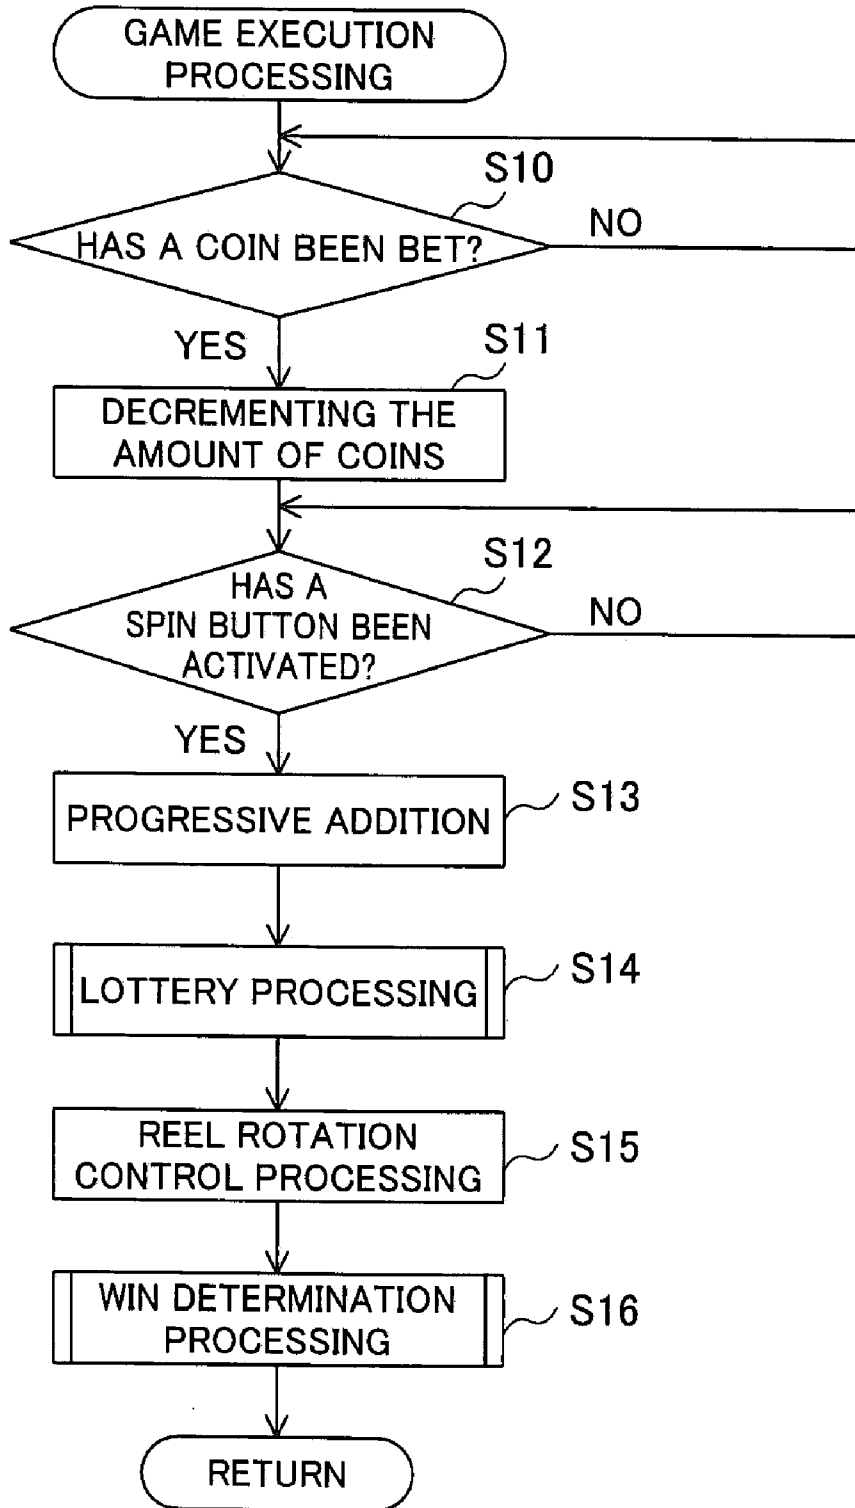 GAME EXECUTION
PROCESSING
S10
HAS A COIN BEEN BET?
NO
YES
S11
DECREMENTING THE
AMOUNT OF COINS
S12
HAS A
SPIN BUTTON BEEN
ACTIVATED?
NO
YES
PROGRESSIVE ADDITION
S13
LOTTERY PROCESSING
S14
REEL ROTATION
CONTROL PROCESSING
S15
WIN DETERMINATION
PROCESSING
S16
RETURN